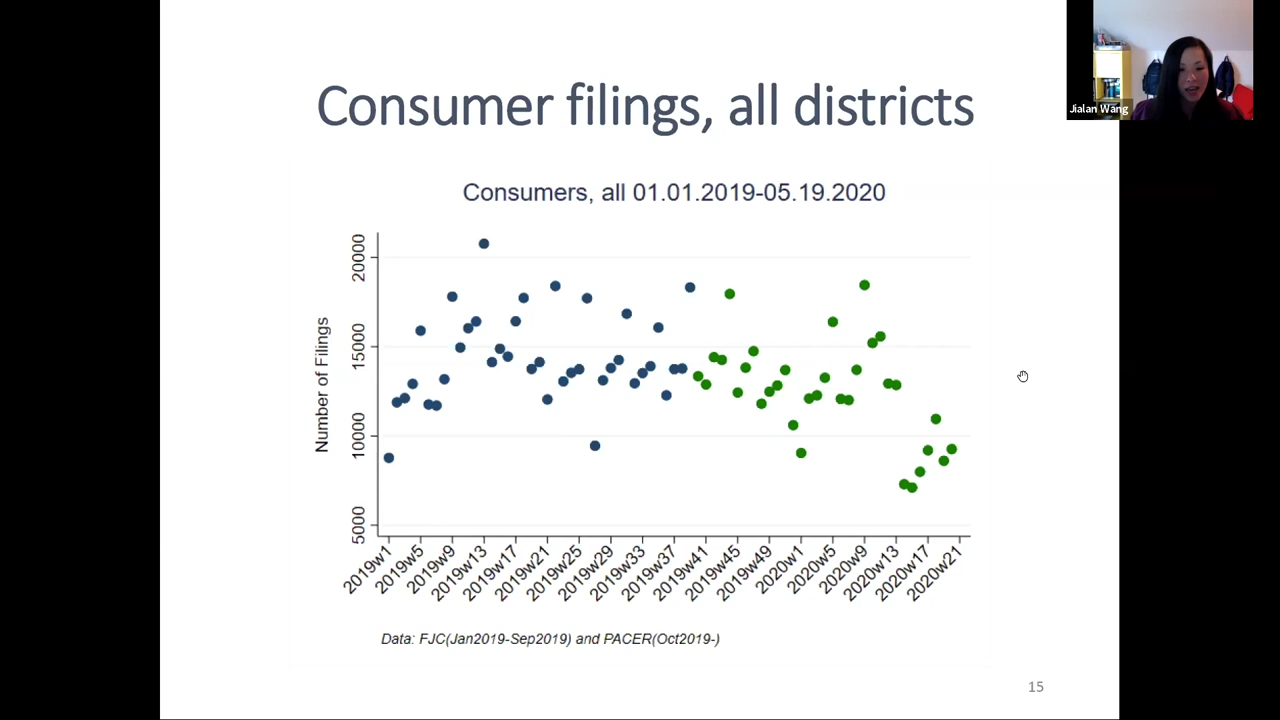 Jialan Wang
Consumer filings, all districts
Consumers, all 01.01.2019-05.19.2020
Number of Filings
20000
15000
10000
5000
2019w1
2019w5
2019w9
2019w13
2019w17
2019w21
2019w25
2019w29
2019w33
2019w37
2019w41
2019w45
2019w49
2020w1
2020w5
2020w9
2020w13
2020w17
2020w21
Data: FJC(Jan2019-Sep2019) and PACER(Oct2019-)
15